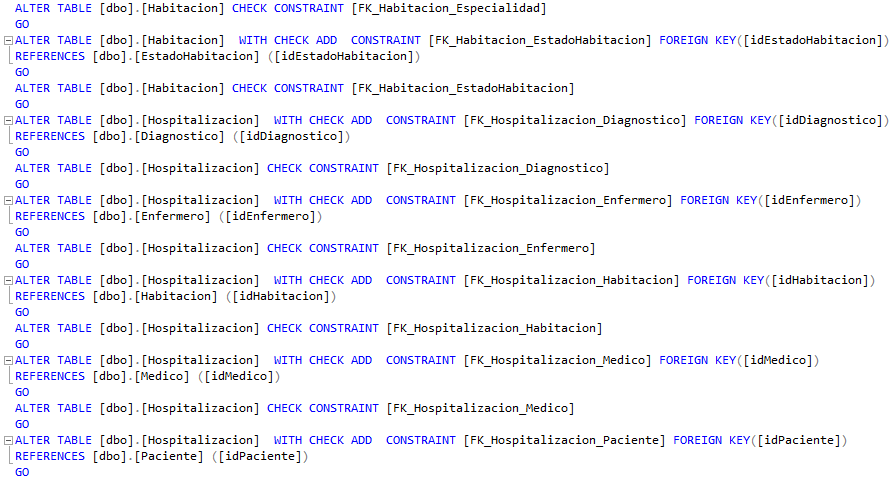 ALTER TABLE [dbo].[Habitacion] CHECK CONSTRAINT [FK_Habitacion_Especialidad]
GO
ALTER TABLE [dbo].[Habitacion]  WITH CHECK ADD  CONSTRAINT [FK_Habitacion_EstadoHabitacion] FOREIGN KEY([idEstadoHabitacion])
REFERENCES [dbo].[EstadoHabitacion] ([idEstadoHabitacion])
GO
ALTER TABLE [dbo].[Habitacion] CHECK CONSTRAINT [FK_Habitacion_EstadoHabitacion]
GO
ALTER TABLE [dbo].[Hospitalizacion]  WITH CHECK ADD  CONSTRAINT [FK_Hospitalizacion_Diagnostico] FOREIGN KEY([idDiagnostico])
REFERENCES [dbo].[Diagnostico] ([idDiagnostico])
GO
ALTER TABLE [dbo].[Hospitalizacion] CHECK CONSTRAINT [FK_Hospitalizacion_Diagnostico]
GO
ALTER TABLE [dbo].[Hospitalizacion]  WITH CHECK ADD  CONSTRAINT [FK_Hospitalizacion_Enfermero] FOREIGN KEY([idEnfermero])
REFERENCES [dbo].[Enfermero] ([idEnfermero])
GO
ALTER TABLE [dbo].[Hospitalizacion] CHECK CONSTRAINT [FK_Hospitalizacion_Enfermero]
GO
ALTER TABLE [dbo].[Hospitalizacion]  WITH CHECK ADD  CONSTRAINT [FK_Hospitalizacion_Habitacion] FOREIGN KEY([idHabitacion])
REFERENCES [dbo].[Habitacion] ([idHabitacion])
GO
ALTER TABLE [dbo].[Hospitalizacion] CHECK CONSTRAINT [FK_Hospitalizacion_Habitacion]
GO
ALTER TABLE [dbo].[Hospitalizacion]  WITH CHECK ADD  CONSTRAINT [FK_Hospitalizacion_Medico] FOREIGN KEY([idMedico])
REFERENCES [dbo].[Medico] ([idMedico])
GO
ALTER TABLE [dbo].[Hospitalizacion] CHECK CONSTRAINT [FK_Hospitalizacion_Medico]
GO
ALTER TABLE [dbo].[Hospitalizacion]  WITH CHECK ADD  CONSTRAINT [FK_Hospitalizacion_Paciente] FOREIGN KEY([idPaciente])
REFERENCES [dbo].[Paciente] ([idPaciente])
GO